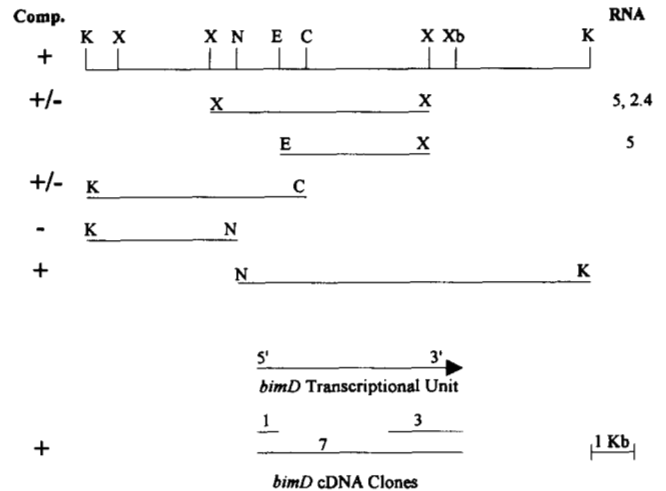 Comp. RNA
K X X N E C X Xb K
+
+/- X X 5, 2.4
E X 5
+/- K C
- K N
+ N K
5' 3'
bimD Transcriptional Unit
1 3
7
+ 1 Kb
bimD cDNA Clones